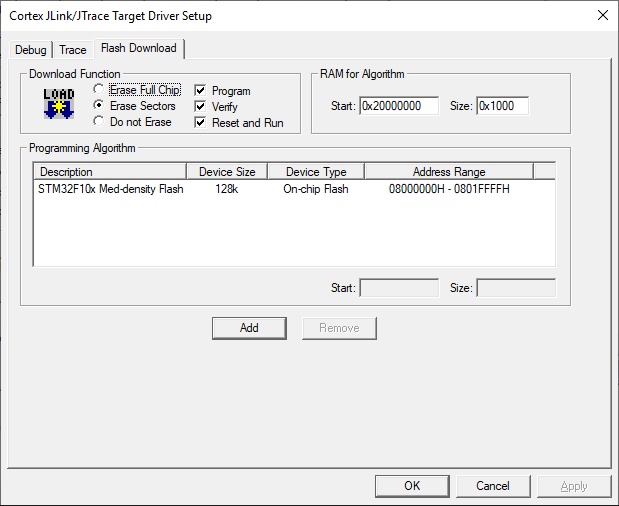 Cortex JLink/JTrace Target Driver Setup
Debug Trace Flash Download
Download Function
LOAD
Erase Full Chip
Erase Sectors
Do not Erase
Program
Verify
Reset and Run
RAM for Algorithm
Start: 0x20000000 Size: 0x1000
Programming Algorithm
Description Device Size Device Type Address Range
STM32F10x Med-density Flash 128k On-chip Flash 08000000H - 0801FFFFH
Start: Size:
Add Remove
OK Cancel Apply